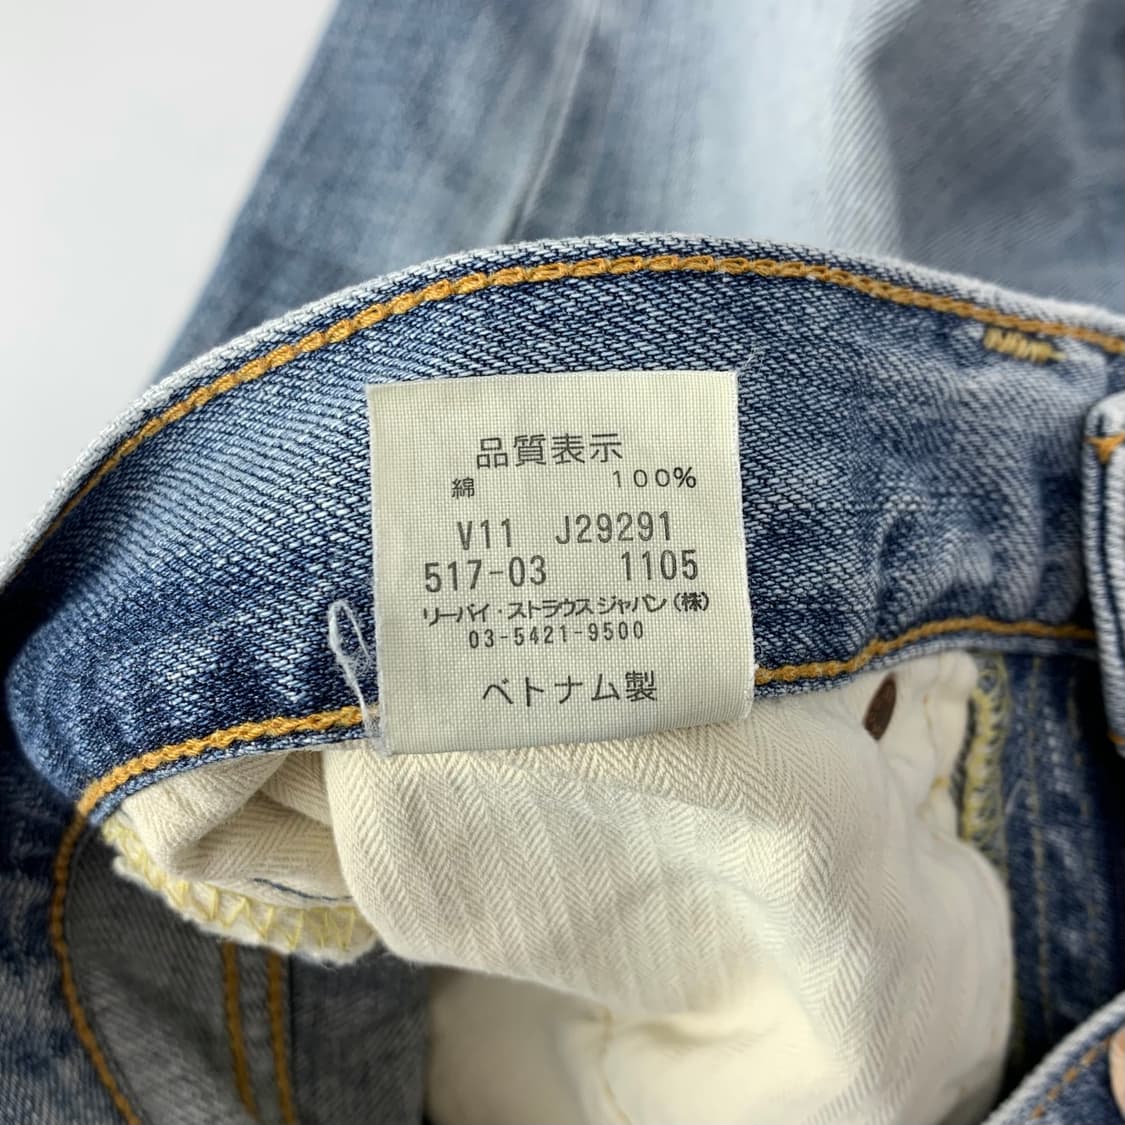 品質表示
綿 100%
V11 J29291
517-03 1105
リーバイ・ストラウス ジャパン(株)
03-5421-9500
ベトナム製